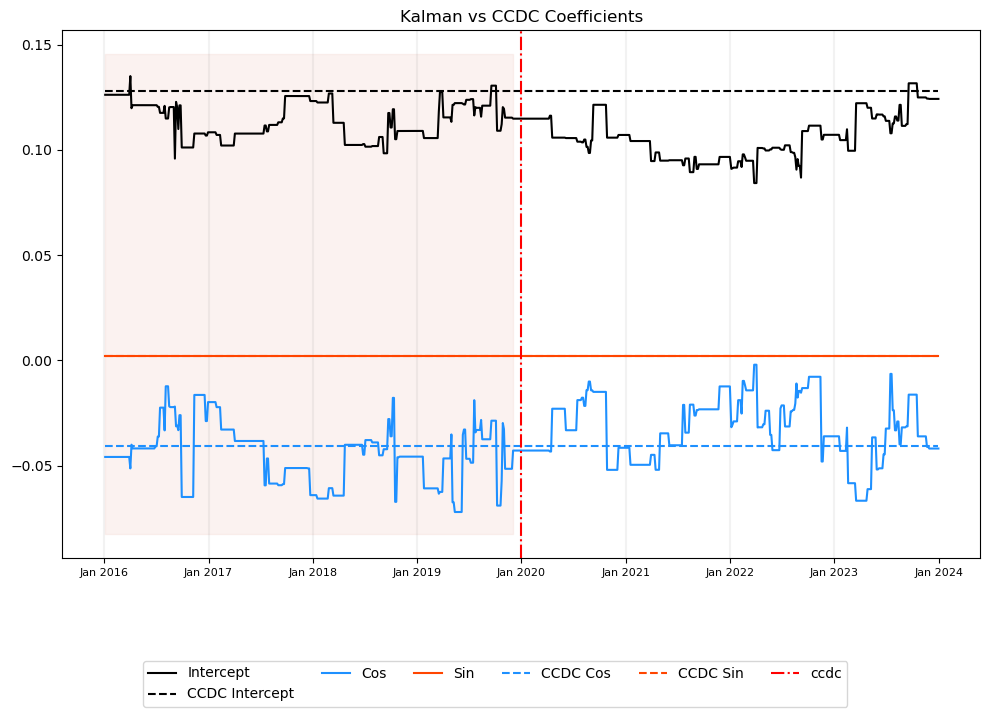 Kalman vs CCDC Coefficients
0.15
0.10
0.05
0.00
−0.05
Jan 2016 Jan 2017 Jan 2018 Jan 2019 Jan 2020 Jan 2021 Jan 2022 Jan 2023 Jan 2024
Intercept Cos Sin CCDC Cos CCDC Sin ccdc
CCDC Intercept